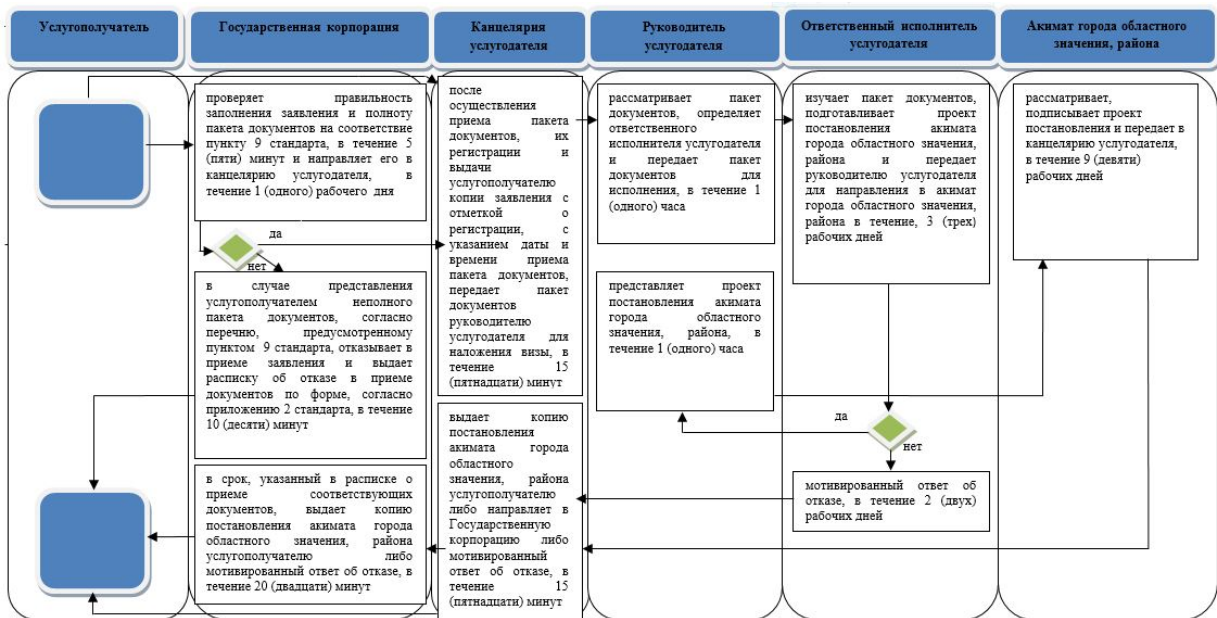 Услугополучатель
Государственная корпорация
Канцелярия
услугодателя
Руководитель
услугодателя
Ответственный исполнитель
услугодателя
Акимат города областного
значения, района
проверяет правильность
заполнения заявления и полноту
пакета документов на соответствие
пункту 9 стандарта, в течение 5
(пяти) минут и направляет его в
канцелярию услугодателя, в
течение 1 (одного) рабочего дня
да
нет
в случае представления
услугополучателем неполного
пакета документов, согласно
перечню, предусмотренному
пунктом 9 стандарта, отказывает в
приеме заявления и выдает
расписку об отказе в приеме
документов по форме, согласно
приложению 2 стандарта, в течение
10 (десяти) минут
в срок, указанный в расписке о
приеме соответствующих
документов, выдает копию
постановления акимата города
областного значения, района
услугополучателю либо
мотивированный ответ об отказе, в
течение 20 (двадцати) минут
после
осуществления
приема пакета
документов, их
регистрации и
выдачи
услугополучателю
копии заявления с
отметкой о
регистрации, с
указанием даты и
времени приема
пакета документов,
передает пакет
документов
руководителю
услугодателя для
наложения визы, в
течение 15
(пятнадцати) минут
выдает копию
постановления
акимата города
областного
значения, района
услугополучателю
либо направляет в
Государственную
корпорацию либо
мотивированный
ответ об отказе, в
течение 15
(пятнадцати) минут
рассматривает пакет
документов, определяет
ответственного
исполнителя услугодателя
и передает пакет
документов для
исполнения, в течение 1
(одного) часа
представляет проект
постановления акимата
города областного
значения, района, в
течение 1 (одного) часа
изучает пакет документов,
подготавливает проект
постановления акимата
города областного значения,
района и передает
руководителю услугодателя
для направления в акимат
города областного значения,
района в течение, 3 (трех)
рабочих дней
да
нет
мотивированный ответ об
отказе, в течение 2 (двух)
рабочих дней
рассматривает,
подписывает проект
постановления и передает в
канцелярию услугодателя,
в течение 9 (девяти)
рабочих дней